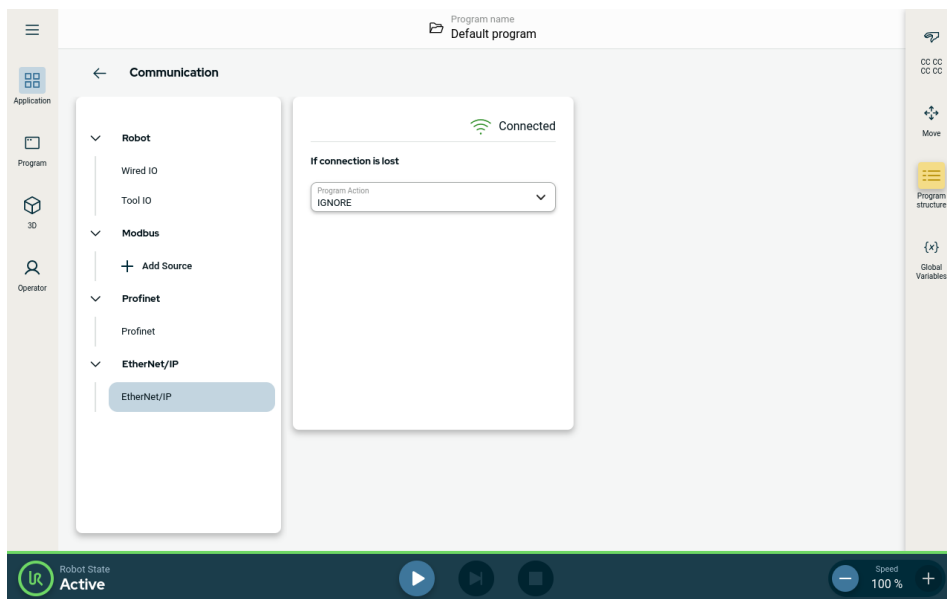 Program name
Default program
Communication
Application
Program
3D
Operator
Robot
Wired IO
Tool IO
Modbus
Add Source
Profinet
Profinet
EtherNet/IP
EtherNet/IP
Connected
If connection is lost
Program Action
IGNORE
CC CC
CC CC
Move
Program
structure
{x}
Global
Variables
UR
Robot State
Active
Speed
100 %